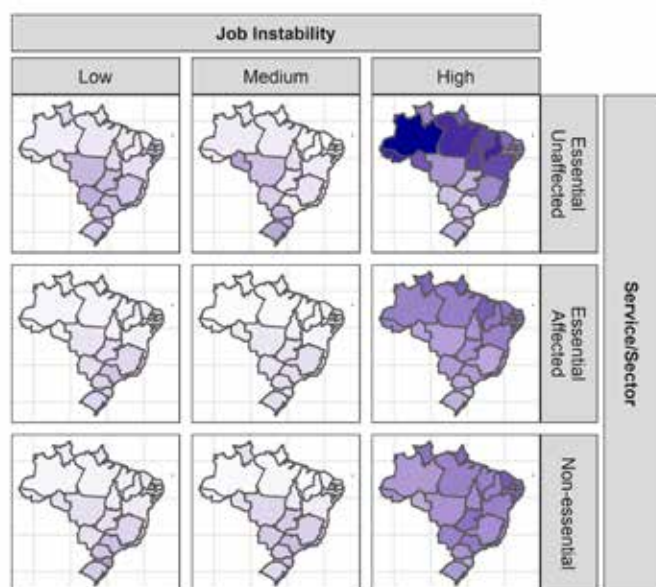 Job Instability
Low
Medium
High
Essential
Unaffected
Essential
Affected
Non-essential
Service/Sector